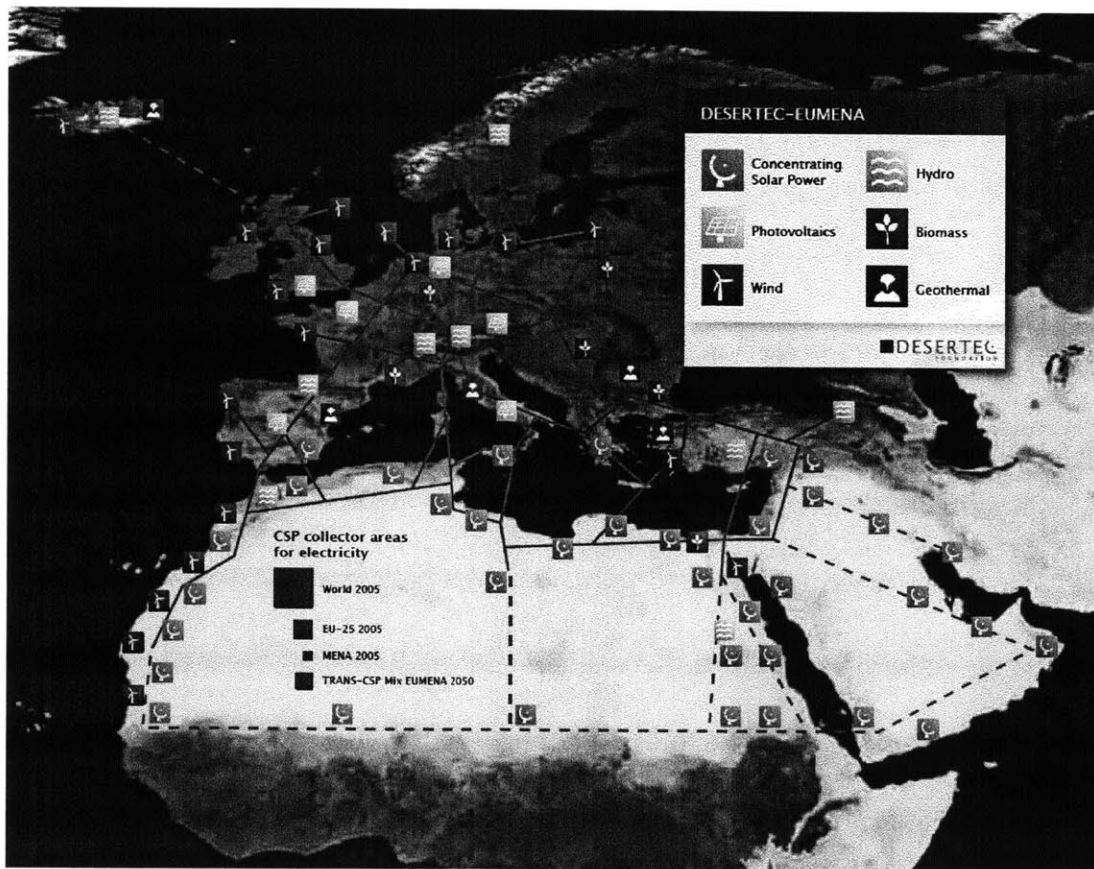 DESERTEC-EUMENA
Concentrating
Solar Power
Hydro
Photovoltaics
Biomass
Wind
Geothermal
DESERTEC
FOUNDATION
CSP collector areas
for electricity
World 2005
EU-25 2005
MENA 2005
TRANS-CSP Mix EUMENA 2050